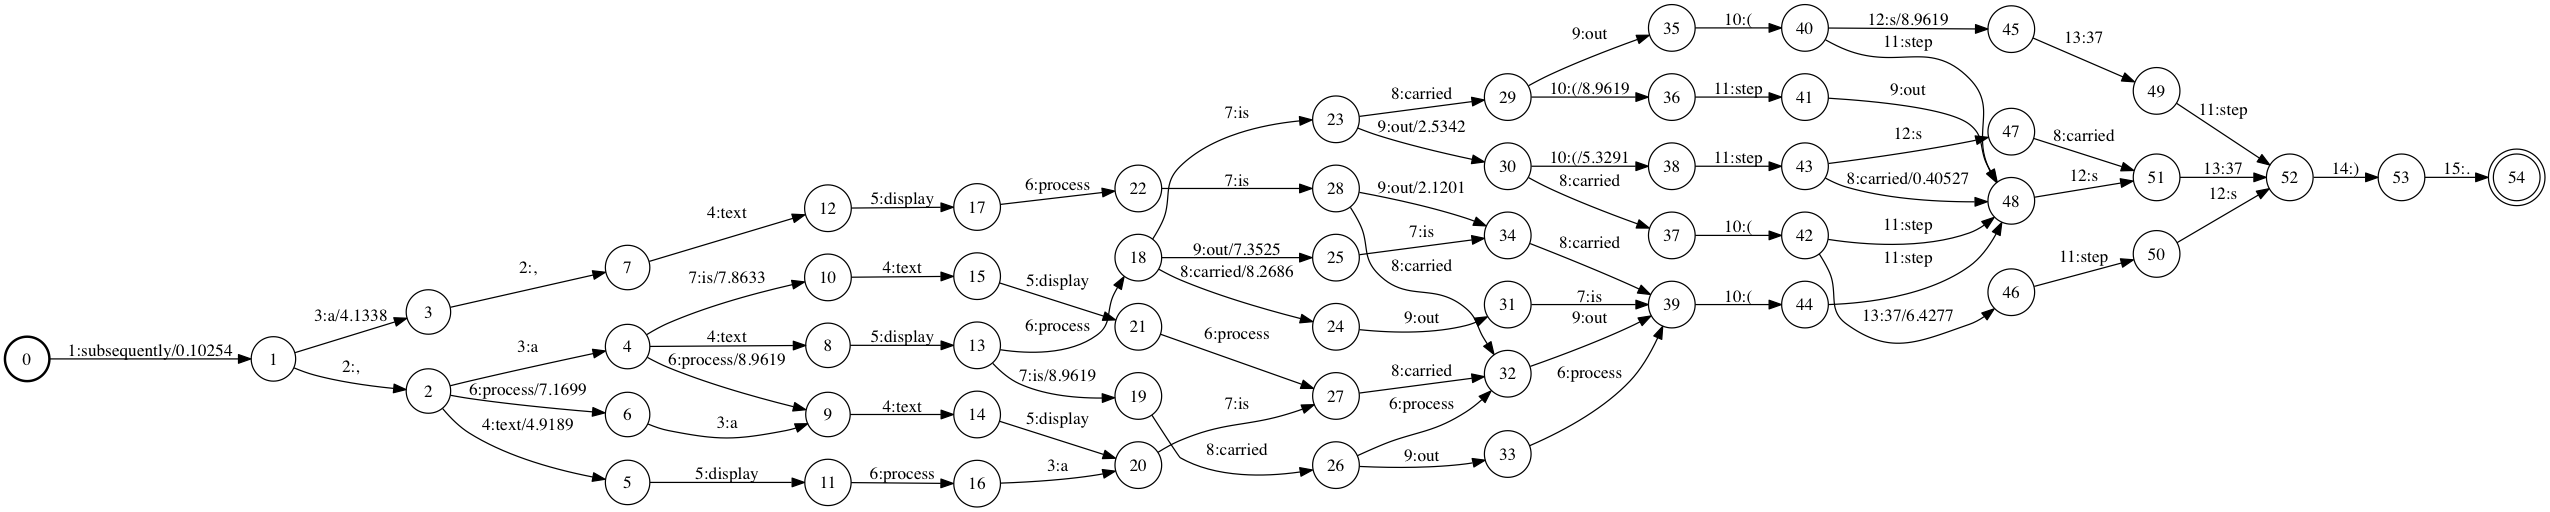 0
1:subsequently/0.10254
1
3:a/4.1338
2:,
3
2
2:,
3:a
6:process/7.1699
4:text/4.9189
7
4
6
5
4:text
7:is/7.8633
4:text
6:process/8.9619
3:a
5:display
12
10
8
9
11
5:display
4:text
5:display
4:text
6:process
17
15
13
14
16
6:process
5:display
6:process
7:is/8.9619
5:display
3:a
22
18
21
19
20
7:is
7:is
9:out/7.3525
8:carried/8.2686
6:process
7:is
8:carried
23
28
25
24
27
26
8:carried
9:out/2.5342
9:out/2.1201
7:is
8:carried
9:out
8:carried
6:process
9:out
29
30
34
31
32
33
9:out
10:(/8.9619
10:(/5.3291
8:carried
8:carried
7:is
9:out
6:process
35
36
38
37
39
10:(
11:step
11:step
10:(
10:(
40
41
43
42
44
12:s/8.9619
11:step
9:out
12:s
8:carried/0.40527
11:step
11:step
13:37/6.4277
45
47
48
46
13:37
8:carried
12:s
11:step
49
51
50
11:step
13:37
12:s
52
14:)
53
15:.
54